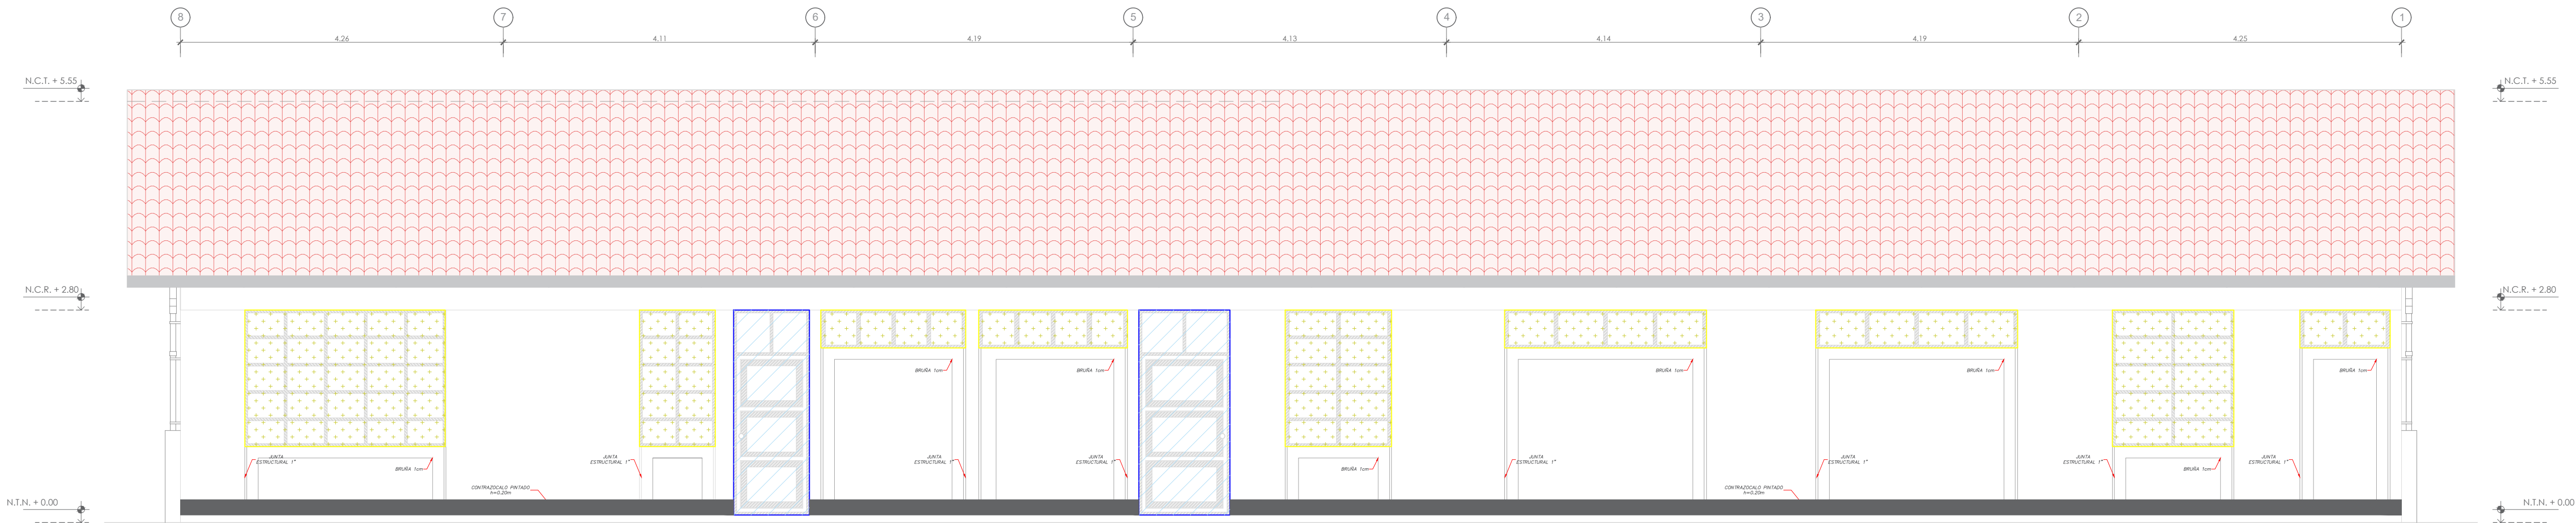 8 7 6 5 4 3 2 1
4.26 4.11 4.19 4.13 4.14 4.19 4.25
N.C.T. + 5.55 N.C.T. + 5.55
N.C.R. + 2.80 N.C.R. + 2.80
BRUÑA 1cm BRUÑA 1cm BRUÑA 1cm BRUÑA 1cm BRUÑA 1cm
JUNTA JUNTA JUNTA JUNTA JUNTA JUNTA JUNTA JUNTA
ESTRUCTURAL 1" ESTRUCTURAL 1" ESTRUCTURAL 1" ESTRUCTURAL 1" ESTRUCTURAL 1" ESTRUCTURAL 1" ESTRUCTURAL 1" ESTRUCTURAL 1"
BRUÑA 1cm BRUÑA 1cm BRUÑA 1cm
CONTRAZOCALO PINTADO CONTRAZOCALO PINTADO
h=0.20m h=0.20m
N.T.N. + 0.00 N.T.N. + 0.00